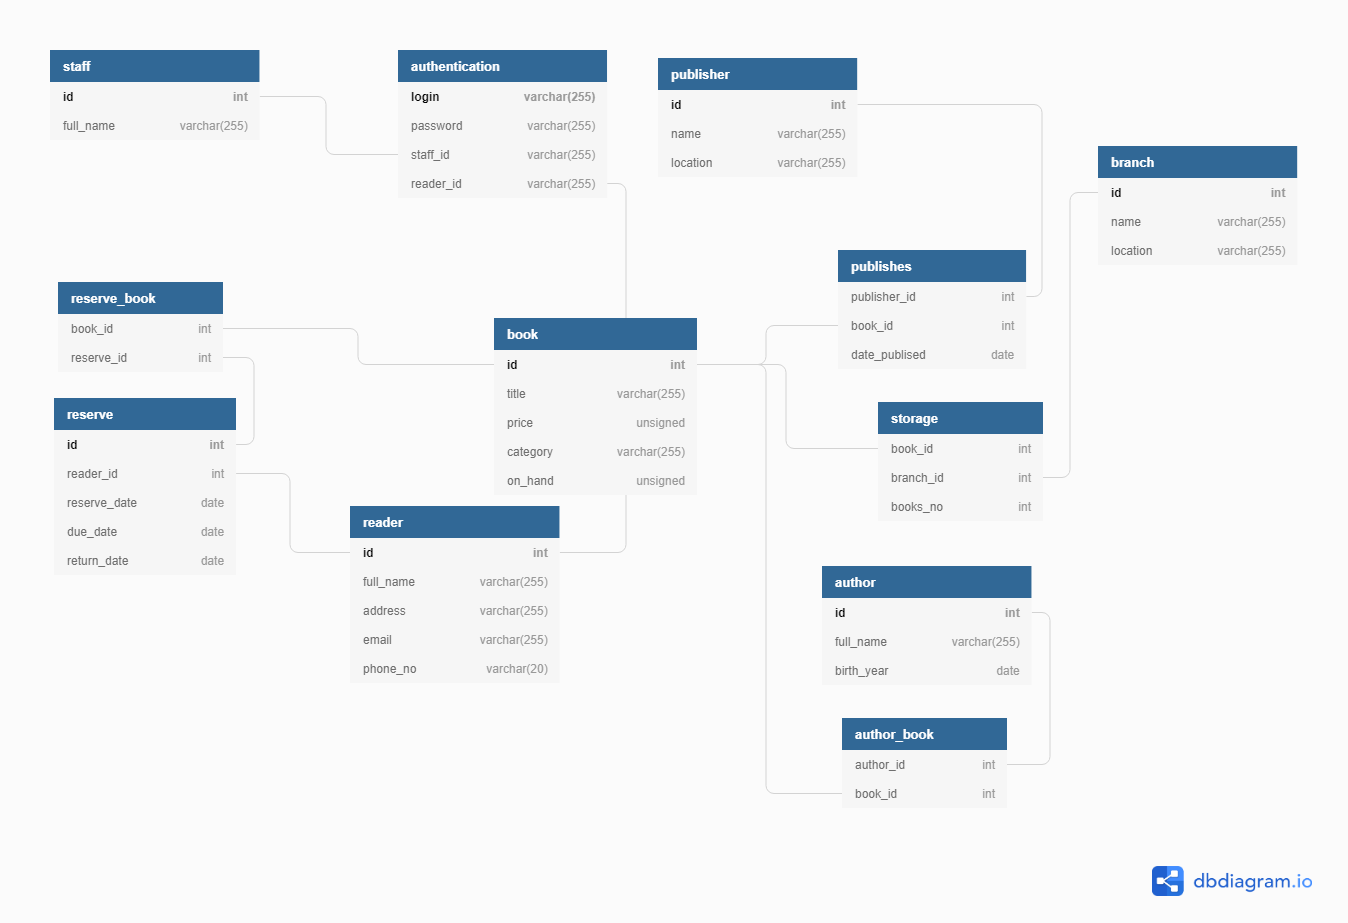 staff
id int
full_name varchar(255)
authentication
login varchar(255)
password varchar(255)
staff_id varchar(255)
reader_id varchar(255)
publisher
id int
name varchar(255)
location varchar(255)
branch
id int
name varchar(255)
location varchar(255)
publishes
publisher_id int
book_id int
date_publised date
reserve_book
book_id int
reserve_id int
book
id int
title varchar(255)
price unsigned
category varchar(255)
on_hand unsigned
reserve
id int
reader_id int
reserve_date date
due_date date
return_date date
storage
book_id int
branch_id int
books_no int
reader
id int
full_name varchar(255)
address varchar(255)
email varchar(255)
phone_no varchar(20)
author
id int
full_name varchar(255)
birth_year date
author_book
author_id int
book_id int
dbdiagram.io